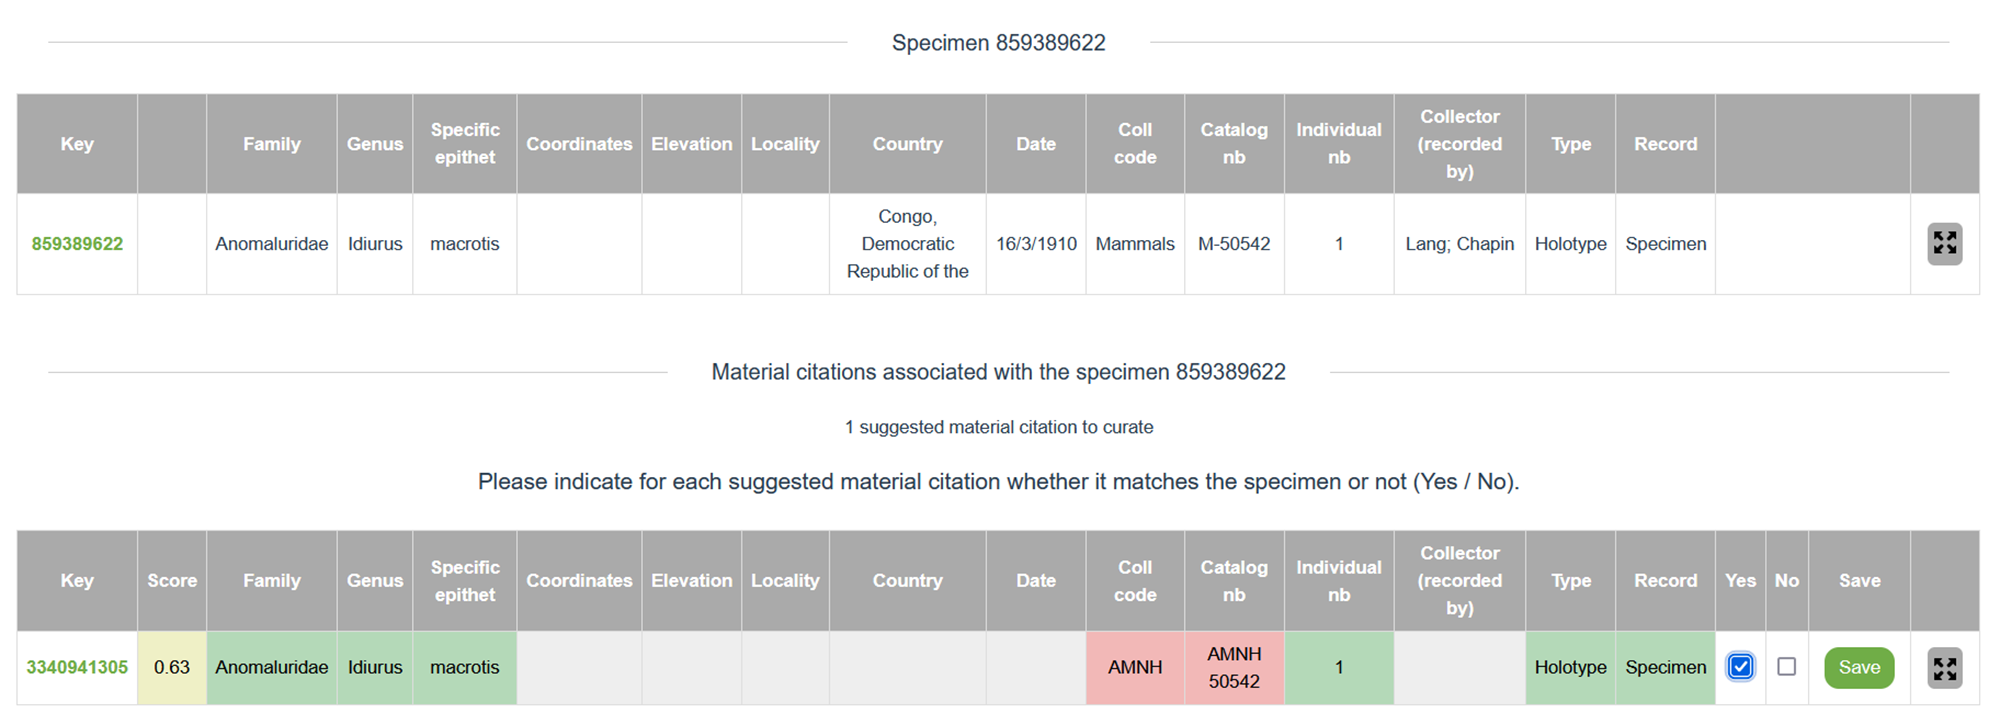 Specimen 859389622
Key Family Genus Specific epithet Coordinates Elevation Locality Country Date Coll code Catalog nb Individual nb Collector (recorded by) Type Record
859389622 Anomaluridae Idiurus macrotis Congo, Democratic Republic of the 16/3/1910 Mammals M-50542 1 Lang; Chapin Holotype Specimen
Material citations associated with the specimen 859389622
1 suggested material citation to curate
Please indicate for each suggested material citation whether it matches the specimen or not (Yes / No).
Key Score Family Genus Specific epithet Coordinates Elevation Locality Country Date Coll code Catalog nb Individual nb Collector (recorded by) Type Record Yes No Save
3340941305 0.63 Anomaluridae Idiurus macrotis AMNH AMNH 50542 1 Holotype Specimen Save